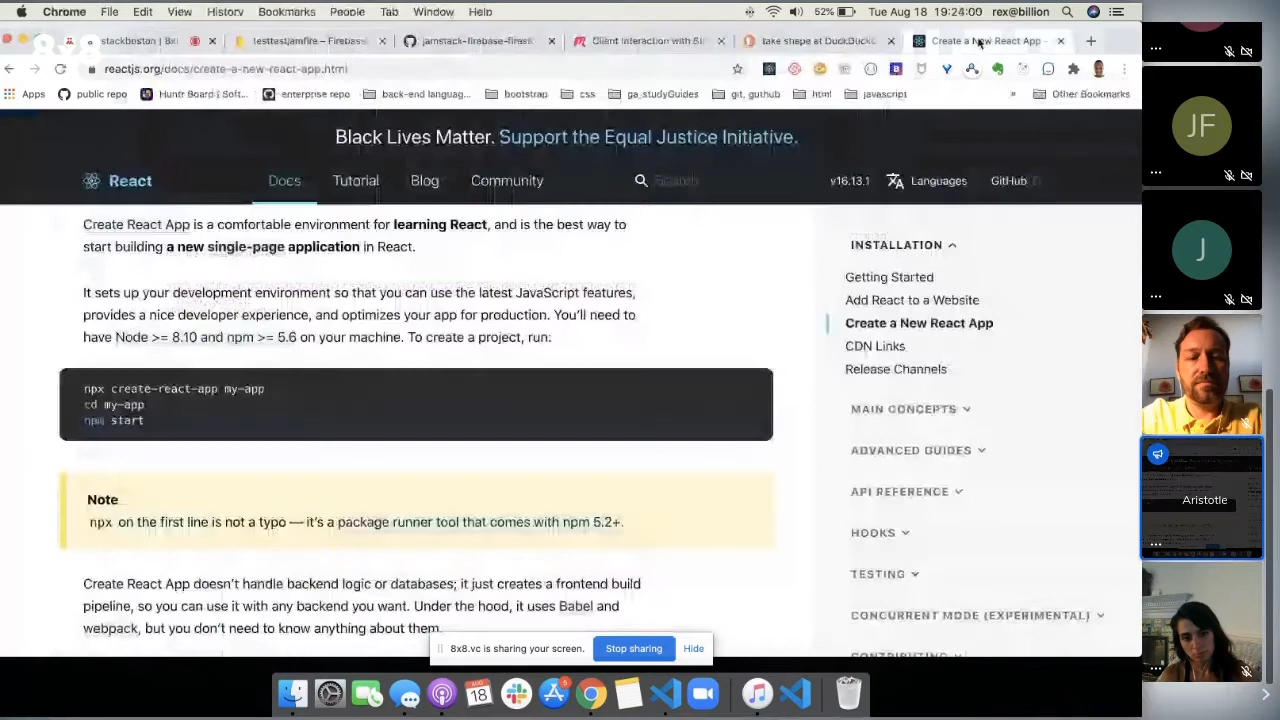 Chrome File Edit View History Bookmarks People Tab Window Help 52% Tue Aug 18 19:24:00 rex@billion
8x8 stackboston | × Client interaction with × take shape at DuckDuck × Create a New React App – ×
reactjs.org/docs/create-a-new-react-app.html
Apps public repo enterprise repo back-end languag... bootstrap css ga_studyGuides git, guthub html javascript » Other Bookmarks
Black Lives Matter. Support the Equal Justice Initiative.
React Docs Tutorial Blog Community Search v16.13.1 Languages GitHub
Create React App is a comfortable environment for learning React, and is the best way to
start building a new single-page application in React.
It sets up your development environment so that you can use the latest JavaScript features,
provides a nice developer experience, and optimizes your app for production. You’ll need to
have Node >= 8.10 and npm >= 5.6 on your machine. To create a project, run:
npx create-react-app my-app
cd my-app
npm start
Note
npx on the first line is not a typo — it’s a package runner tool that comes with npm 5.2+.
Create React App doesn’t handle backend logic or databases; it just creates a frontend build
pipeline, so you can use it with any backend you want. Under the hood, it uses Babel and
webpack, but you don’t need to know anything about them
INSTALLATION
Getting Started
Add React to a Website
Create a New React App
CDN Links
Release Channels
MAIN CONCEPTS
ADVANCED GUIDES
API REFERENCE
HOOKS
TESTING
CONCURRENT MODE (EXPERIMENTAL)
CONTRIBUTING
8x8.vc is sharing your screen. Stop sharing Hide
AUG
18
5
JF
J
Aristotle